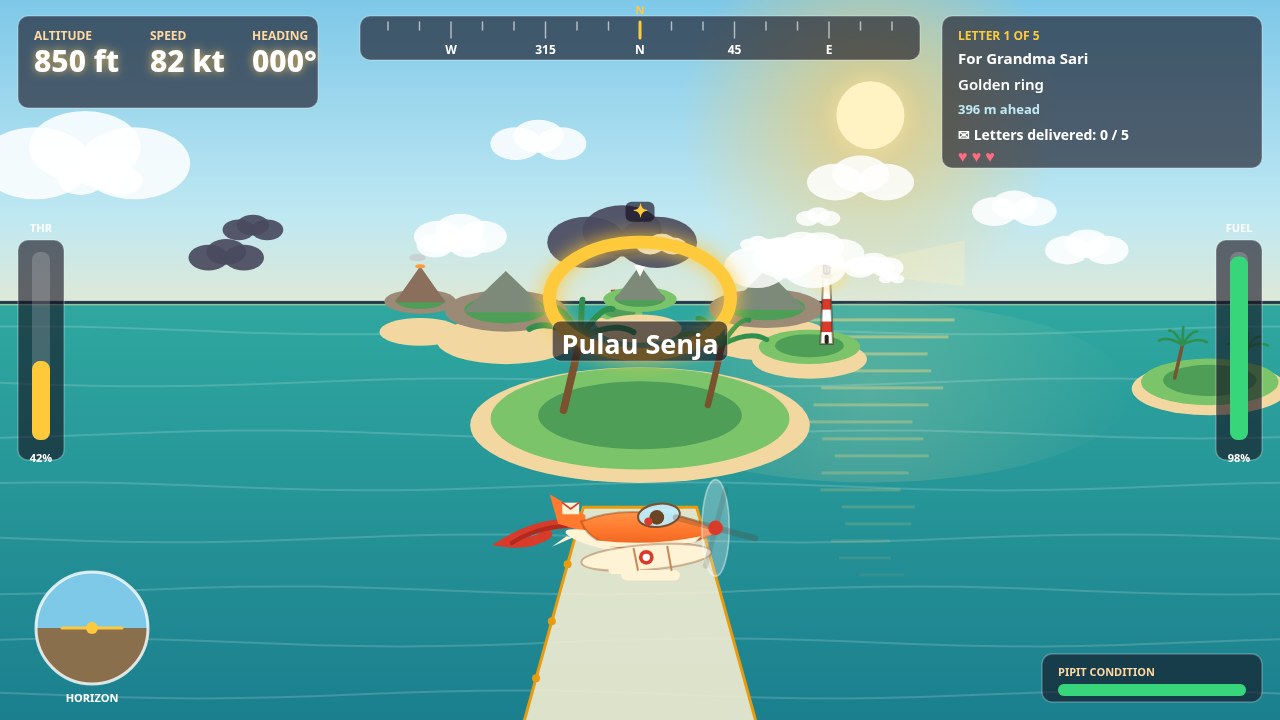 N
ALTITUDE SPEED HEADING
850 ft 82 kt 000°
W 315 N 45 E
LETTER 1 OF 5
For Grandma Sari
Golden ring
396 m ahead
✉ Letters delivered: 0 / 5
♥ ♥ ♥
THR
FUEL
Pulau Senja
42%
98%
HORIZON
PIPIT CONDITION